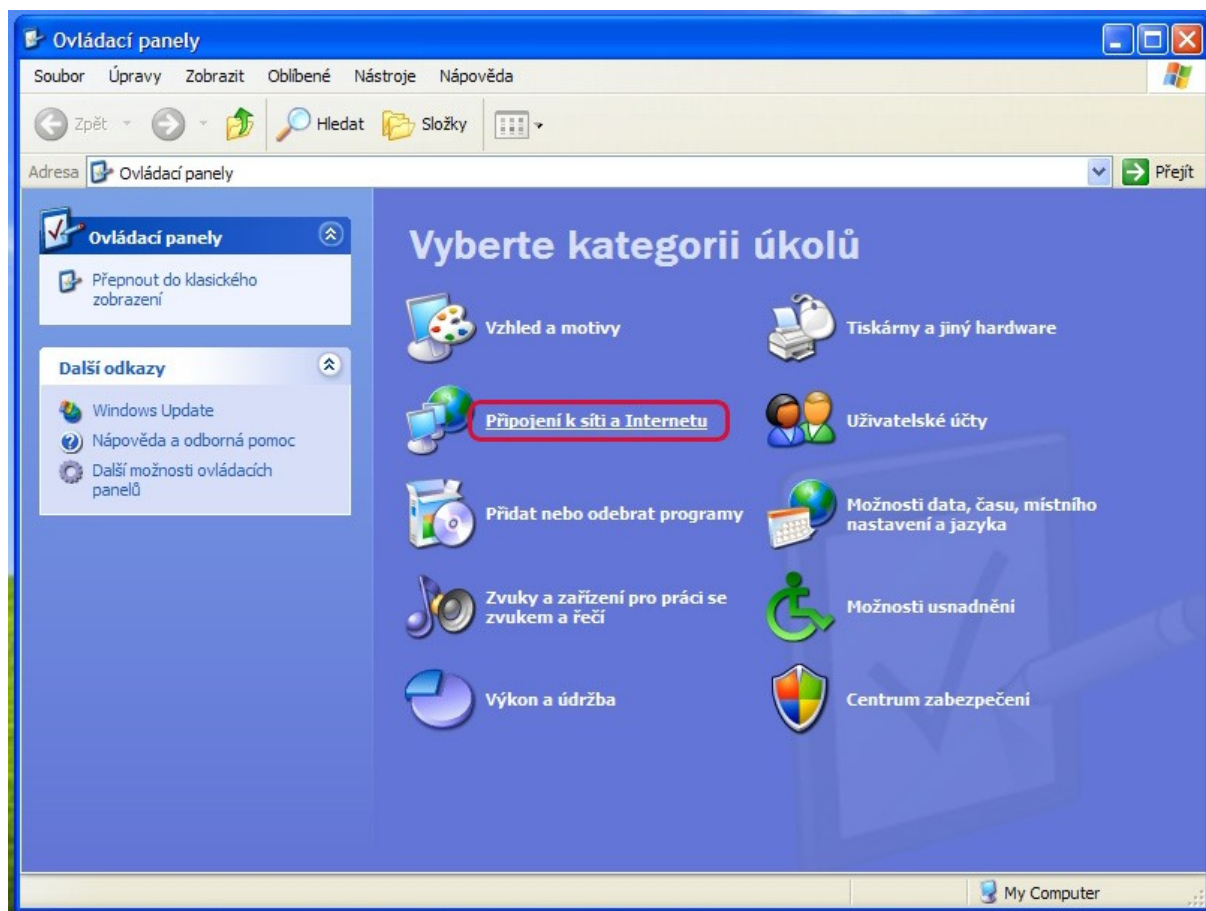 Ovládací panely
Soubor Úpravy Zobrazit Oblíbené Nástroje Nápověda
Zpět Hledat Složky
Adresa Ovládací panely Přejít
Ovládací panely
Přepnout do klasického
zobrazení
Další odkazy
Windows Update
Nápověda a odborná pomoc
Další možnosti ovládacích
panelů
Vyberte kategorii úkolů
Vzhled a motivy
Tiskárny a jiný hardware
Připojení k síti a Internetu
Uživatelské účty
Přidat nebo odebrat programy
Možnosti data, času, místního
nastavení a jazyka
Zvuky a zařízení pro práci se
zvukem a řečí
Možnosti usnadnění
Výkon a údržba
Centrum zabezpečení
My Computer